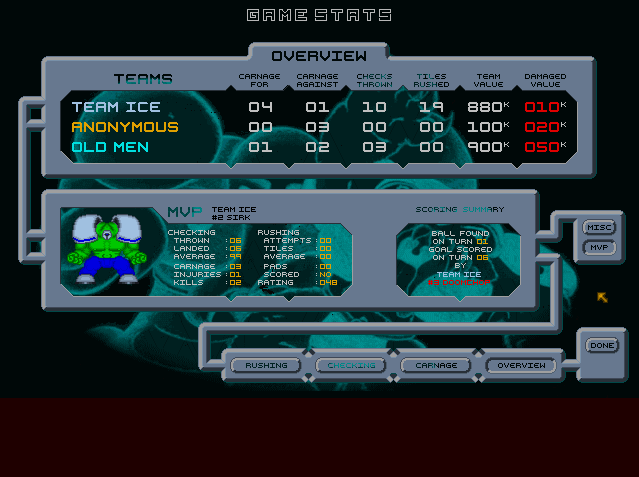 GAME STATS
OVERVIEW
TEAMS CARNAGE FOR CARNAGE AGAINST CHECKS THROWN TILES RUSHED TEAM VALUE DAMAGED VALUE
TEAM ICE 04 01 10 19 880K 010K
ANONYMOUS 00 03 00 00 100K 020K
OLD MEN 01 02 03 00 900K 050K
MVP TEAM ICE
#2 SIRK
CHECKING RUSHING
THROWN :06 ATTEMPTS :00
LANDED :06 TILES :00
AVERAGE :99 AVERAGE :00
CARNAGE :03 PADS :00
INJURIES :01 SCORED :NO
KILLS :02 RATING :048
SCORING SUMMARY
BALL FOUND
ON TURN 01
GOAL SCORED
ON TURN 06
BY
TEAM ICE
MISC
MVP
DONE
RUSHING CHECKING CARNAGE OVERVIEW